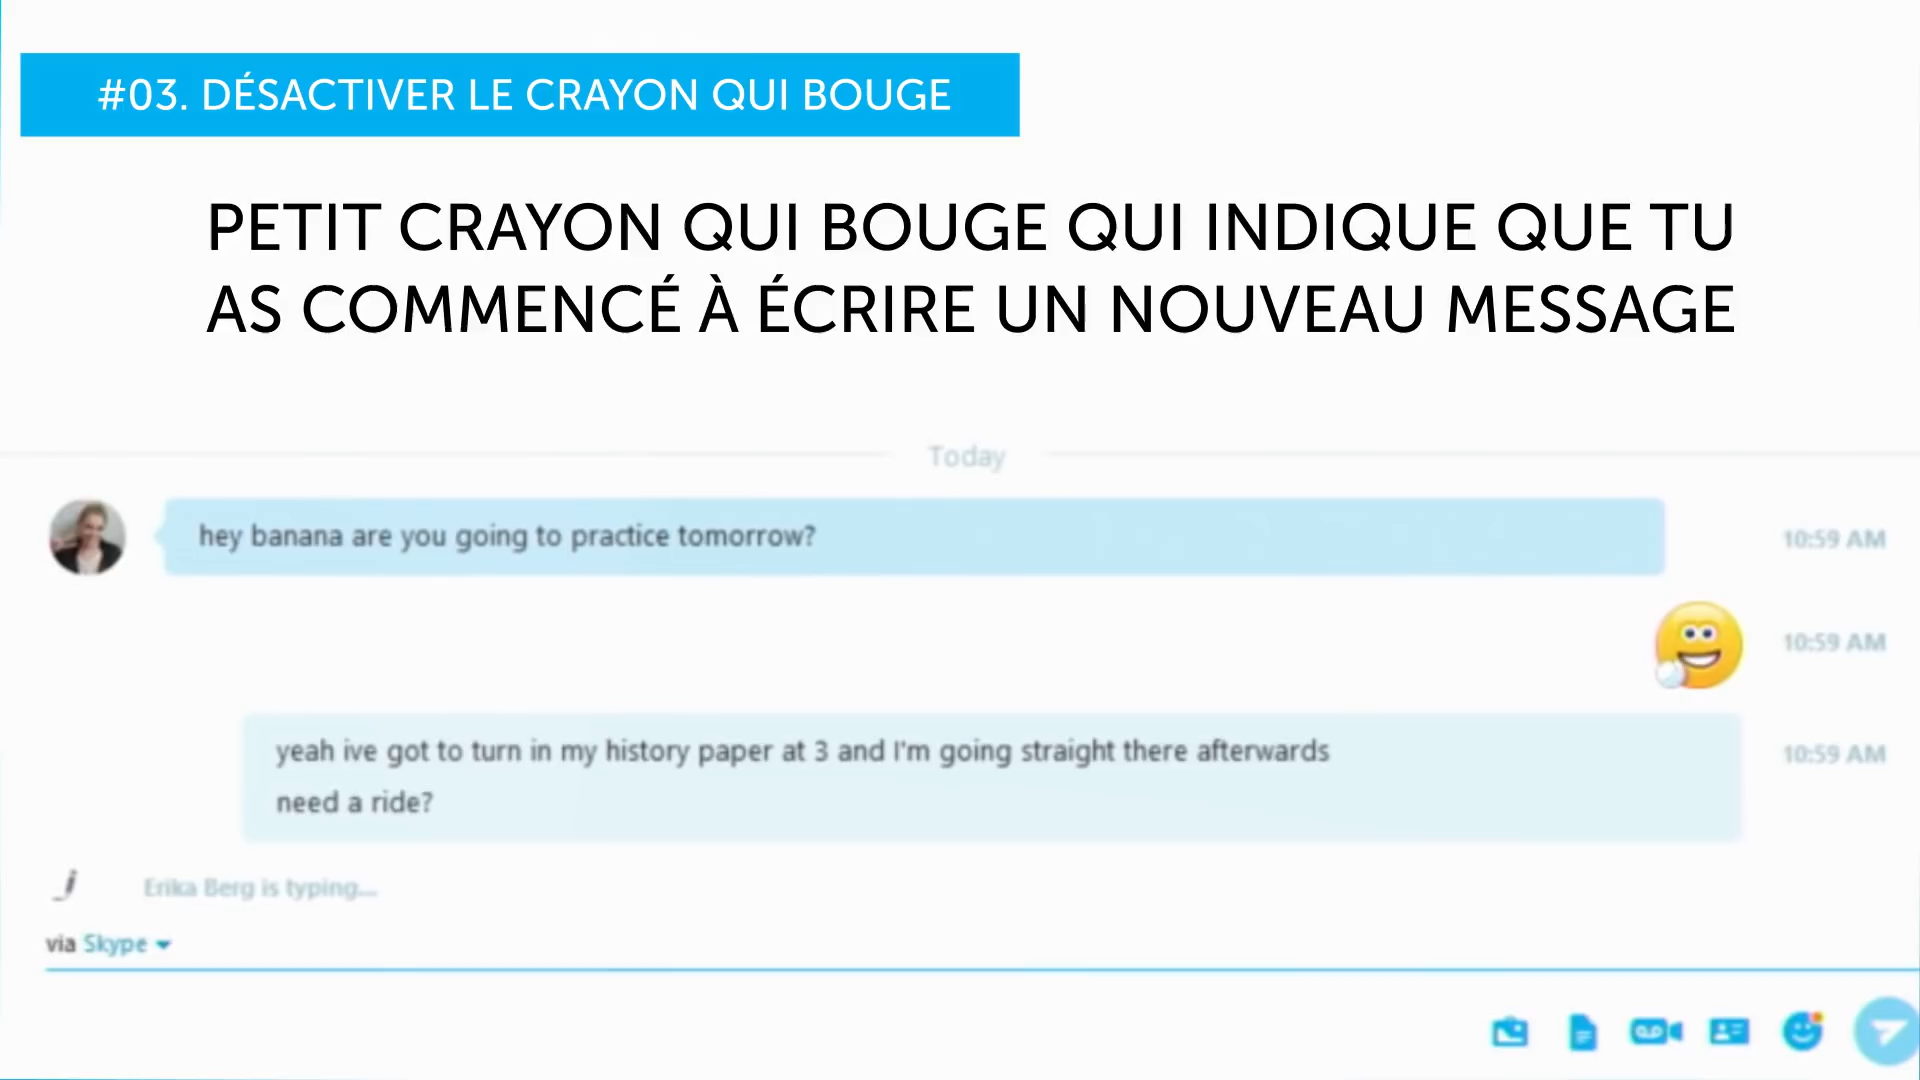 #03. DÉSACTIVER LE CRAYON QUI BOUGE
PETIT CRAYON QUI BOUGE QUI INDIQUE QUE TU
AS COMMENCÉ À ÉCRIRE UN NOUVEAU MESSAGE
Today
hey banana are you going to practice tomorrow?
10:59 AM
10:59 AM
yeah ive got to turn in my history paper at 3 and I'm going straight there afterwards
10:59 AM
need a ride?
Erika Berg is typing...
via Skype